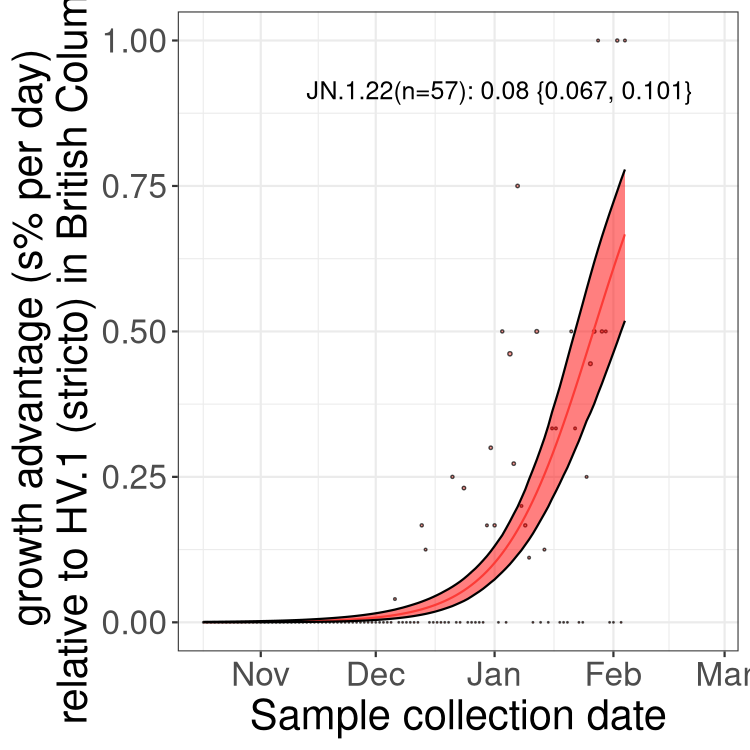 growth advantage (s% per day)
relative to HV.1 (stricto) in British Colum
1.00
0.75
0.50
0.25
0.00
JN.1.22(n=57): 0.08 {0.067, 0.101}
Nov
Dec
Jan
Feb
Mar
Sample collection date